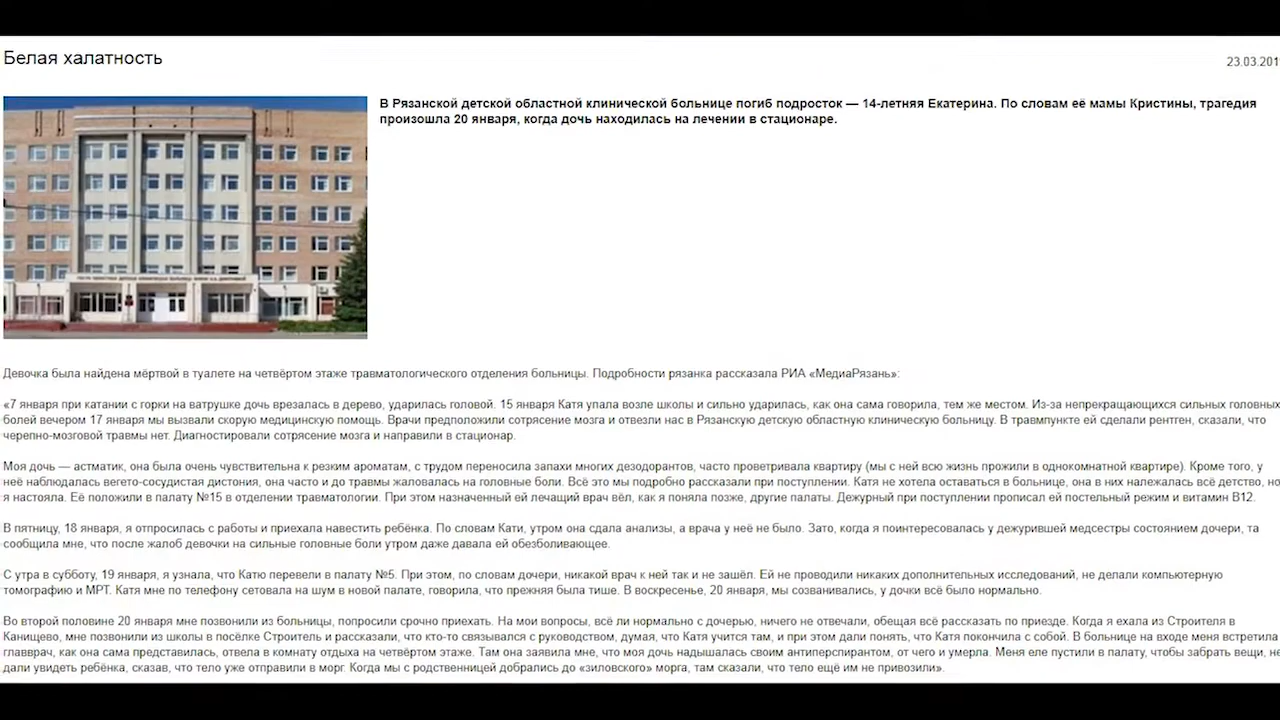 Белая халатность
23.03.201
В Рязанской детской областной клинической больнице погиб подросток — 14-летняя Екатерина. По словам её мамы Кристины, трагедия
произошла 20 января, когда дочь находилась на лечении в стационаре.
Девочка была найдена мёртвой в туалете на четвёртом этаже травматологического отделения больницы. Подробности рязанка рассказала РИА «МедиаРязань»:
«7 января при катании с горки на ватрушке дочь врезалась в дерево, ударилась головой. 15 января Катя упала возле школы и сильно ударилась, как она сама говорила, тем же местом. Из-за непрекращающихся сильных головных
болей вечером 17 января мы вызвали скорую медицинскую помощь. Врачи предположили сотрясение мозга и отвезли нас в Рязанскую детскую областную клиническую больницу. В травмпункте ей сделали рентген, сказали, что
черепно-мозговой травмы нет. Диагностировали сотрясение мозга и направили в стационар.
Моя дочь — астматик, она была очень чувствительна к резким ароматам, с трудом переносила запахи многих дезодорантов, часто проветривала квартиру (мы с ней всю жизнь прожили в однокомнатной квартире). Кроме того, у
неё наблюдалась вегето-сосудистая дистония, она часто и до травмы жаловалась на головные боли. Всё это мы подробно рассказали при поступлении. Катя не хотела оставаться в больнице, она в них належалась всё детство, но
я настояла. Её положили в палату №15 в отделении травматологии. При этом назначенный ей лечащий врач вёл, как я поняла позже, другие палаты. Дежурный при поступлении прописал ей постельный режим и витамин В12.
В пятницу, 18 января, я отпросилась с работы и приехала навестить ребёнка. По словам Кати, утром она сдала анализы, а врача у неё не было. Зато, когда я поинтересовалась у дежурившей медсестры состоянием дочери, та
сообщила мне, что после жалоб девочки на сильные головные боли утром даже давала ей обезболивающее.
С утра в субботу, 19 января, я узнала, что Катю перевели в палату №5. При этом, по словам дочери, никакой врач к ней так и не зашёл. Ей не проводили никаких дополнительных исследований, не делали компьютерную
томографию и МРТ. Катя мне по телефону сетовала на шум в новой палате, говорила, что прежняя была тише. В воскресенье, 20 января, мы созванивались, у дочки всё было нормально.
Во второй половине 20 января мне позвонили из больницы, попросили срочно приехать. На мои вопросы, всё ли нормально с дочерью, ничего не отвечали, обещая всё рассказать по приезде. Когда я ехала из Строителя в
Канищево, мне позвонили из школы в посёлке Строитель и рассказали, что кто-то связывался с руководством, думая, что Катя учится там, и при этом дали понять, что Катя покончила с собой. В больнице на входе меня встретила
главврач, как она сама представилась, отвела в комнату отдыха на четвёртом этаже. Там она заявила мне, что моя дочь надышалась своим антиперспирантом, от чего и умерла. Меня еле пустили в палату, чтобы забрать вещи, не
дали увидеть ребёнка, сказав, что тело уже отправили в морг. Когда мы с родственницей добрались до «зиловского» морга, там сказали, что тело ещё им не привозили».